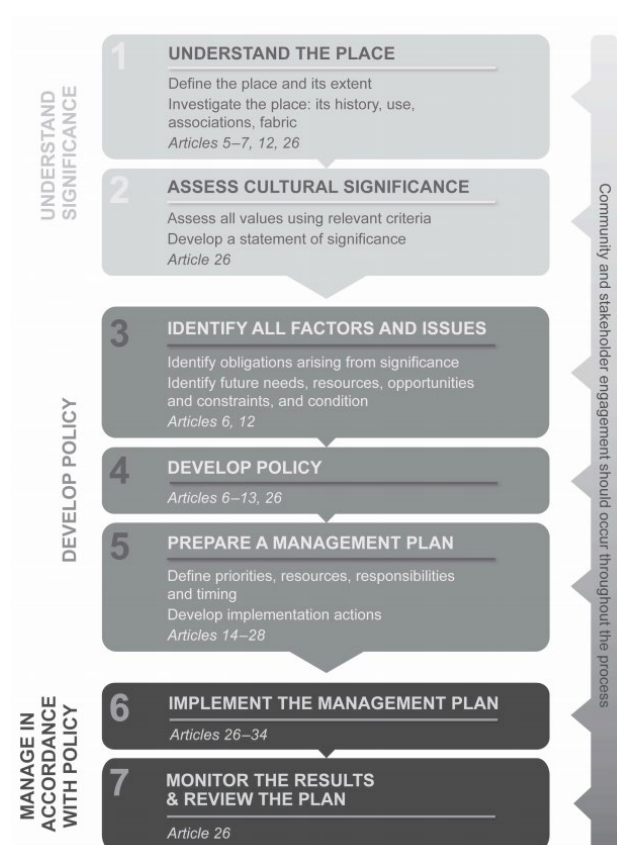 UNDERSTAND
SIGNIFICANCE
1
UNDERSTAND THE PLACE
Define the place and its extent
Investigate the place: its history, use,
associations, fabric
Articles 5–7, 12, 26
2
ASSESS CULTURAL SIGNIFICANCE
Assess all values using relevant criteria
Develop a statement of significance
Article 26
DEVELOP POLICY
3
IDENTIFY ALL FACTORS AND ISSUES
Identify obligations arising from significance
Identify future needs, resources, opportunities
and constraints, and condition
Articles 6, 12
4
DEVELOP POLICY
Articles 6–13, 26
5
PREPARE A MANAGEMENT PLAN
Define priorities, resources, responsibilities
and timing
Develop implementation actions
Articles 14–28
MANAGE IN
ACCORDANCE
WITH POLICY
6
IMPLEMENT THE MANAGEMENT PLAN
Articles 26–34
7
MONITOR THE RESULTS
& REVIEW THE PLAN
Article 26
Community and stakeholder engagement should occur throughout the process